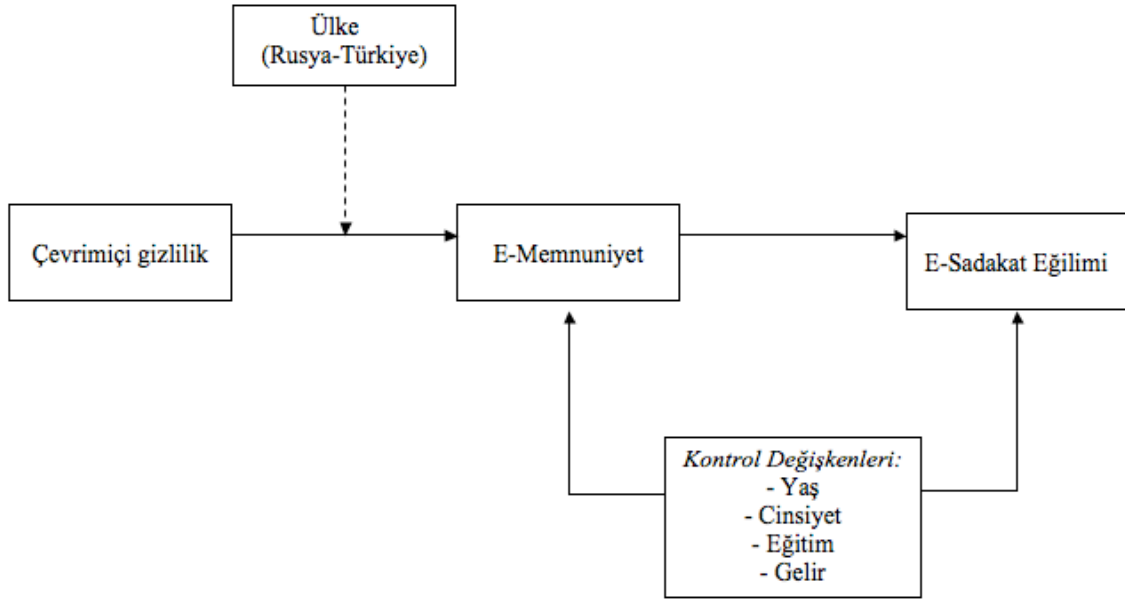 Ülke
(Rusya-Türkiye)
Çevrimiçi gizlilik
E-Memnuniyet
E-Sadakat Eğilimi
Kontrol Değişkenleri:
- Yaş
- Cinsiyet
- Eğitim
- Gelir